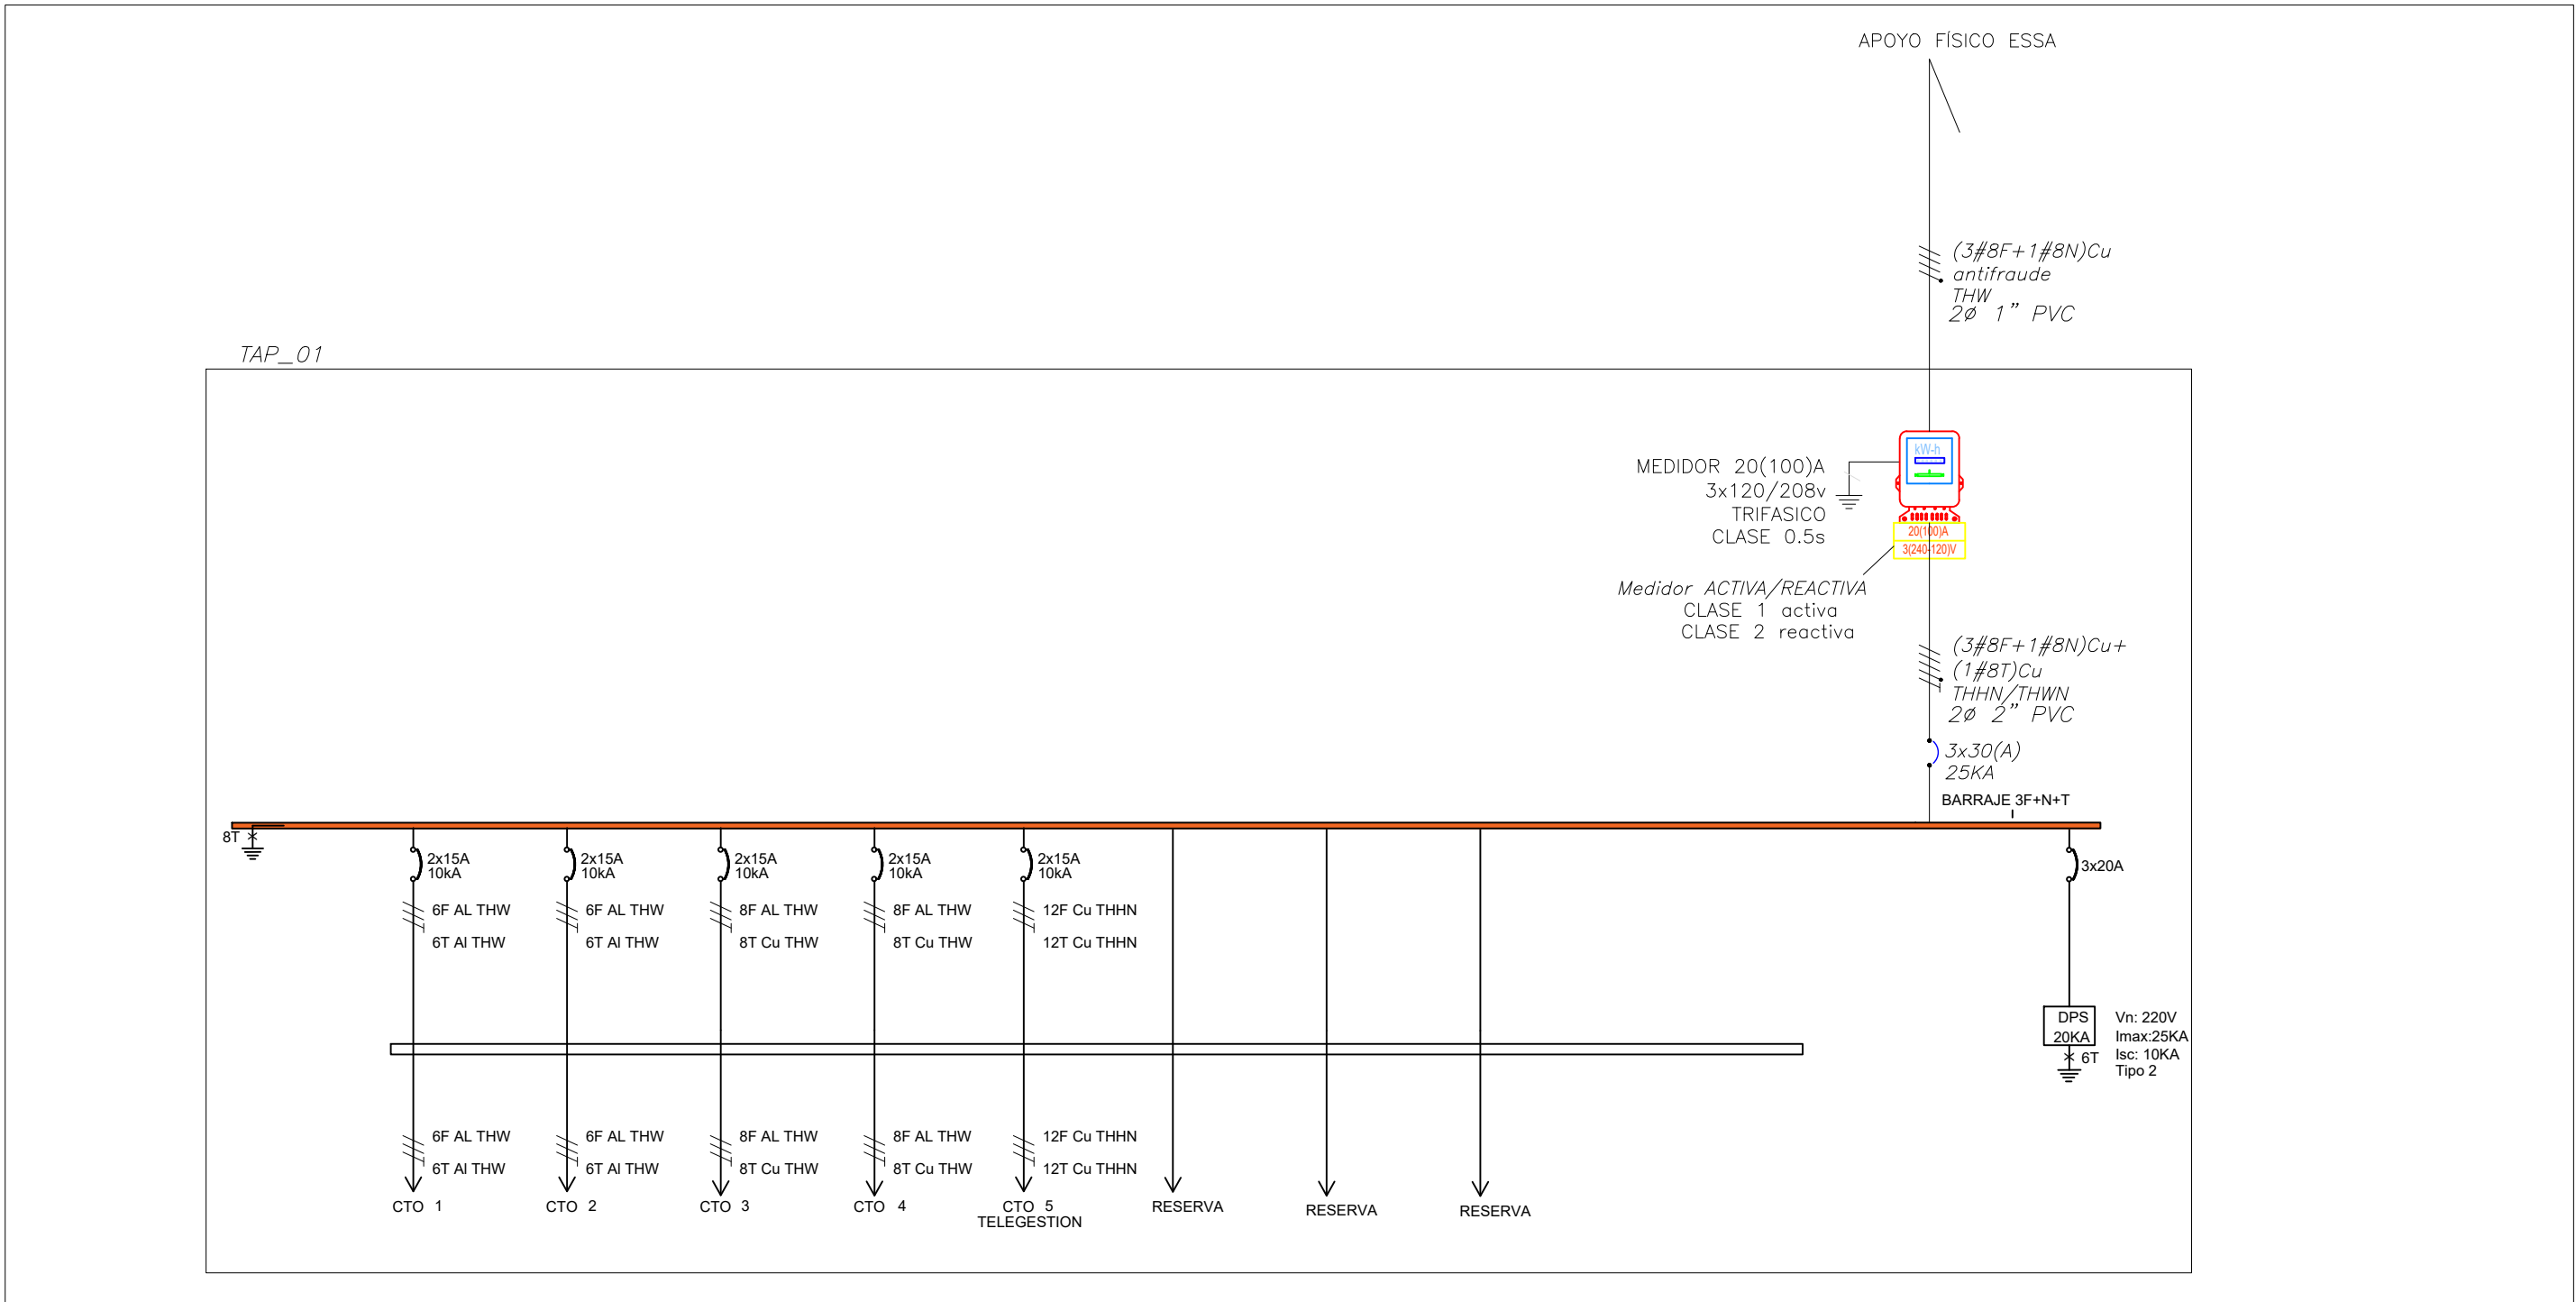 APOYO FÍSICO ESSA
(3#8F+1#8N)Cu
antifraude
THW
2ø 1" PVC
TAP_01
MEDIDOR 20(100)A
3x120/208v
TRIFASICO
CLASE 0.5s
kW-h
20(100)A
3(240-120)V
Medidor ACTIVA/REACTIVA
CLASE 1 activa
CLASE 2 reactiva
(3#8F+1#8N)Cu+
(1#8T)Cu
THHN/THWN
2ø 2" PVC
3x30(A)
25KA
BARRAJE 3F+N+T
8T
2x15A
10kA
6F AL THW
6T Al THW
6F AL THW
6T Al THW
CTO 1
2x15A
10kA
6F AL THW
6T Al THW
6F AL THW
6T Al THW
CTO 2
2x15A
10kA
8F AL THW
8T Cu THW
8F AL THW
8T Cu THW
CTO 3
2x15A
10kA
8F AL THW
8T Cu THW
8F AL THW
8T Cu THW
CTO 4
2x15A
10kA
12F Cu THHN
12T Cu THHN
12F Cu THHN
12T Cu THHN
CTO 5
TELEGESTION
RESERVA
RESERVA
RESERVA
3x20A
DPS
20KA
6T
Vn: 220V
Imax:25KA
Isc: 10KA
Tipo 2